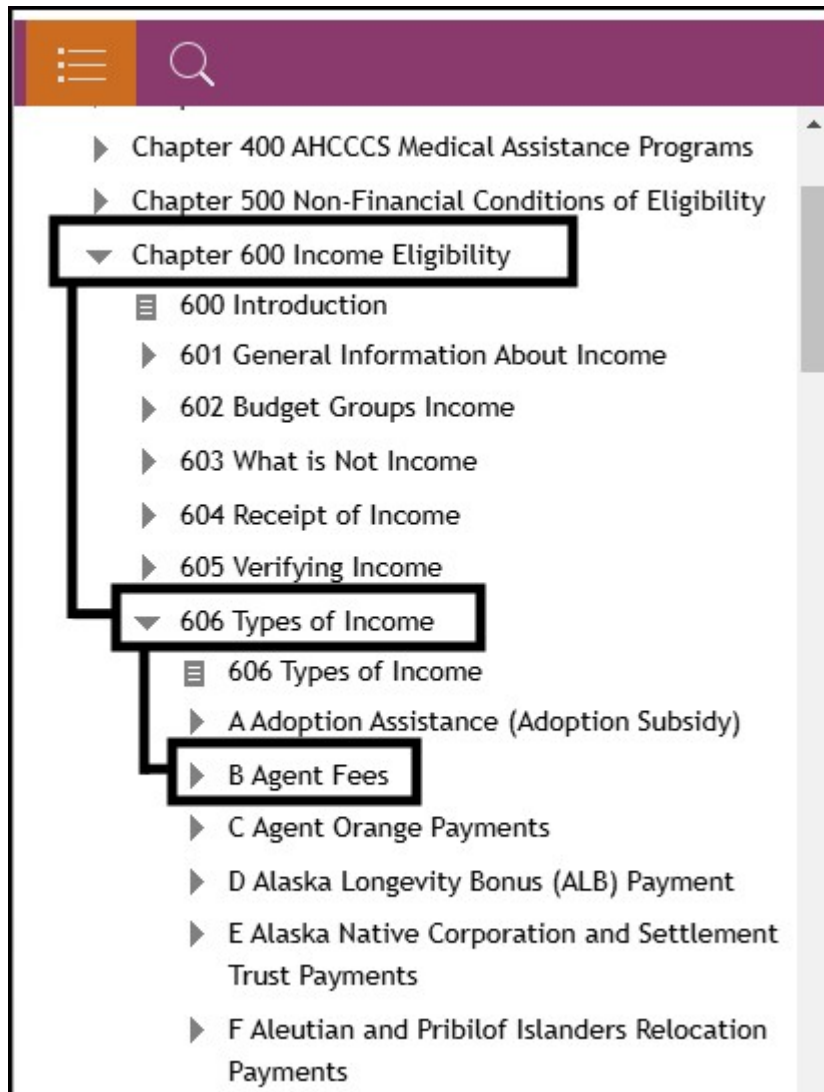 Chapter 400 AHCCCS Medical Assistance Programs
Chapter 500 Non-Financial Conditions of Eligibility
Chapter 600 Income Eligibility
600 Introduction
601 General Information About Income
602 Budget Groups Income
603 What is Not Income
604 Receipt of Income
605 Verifying Income
606 Types of Income
606 Types of Income
A Adoption Assistance (Adoption Subsidy)
B Agent Fees
C Agent Orange Payments
D Alaska Longevity Bonus (ALB) Payment
E Alaska Native Corporation and Settlement
Trust Payments
F Aleutian and Pribilof Islanders Relocation
Payments